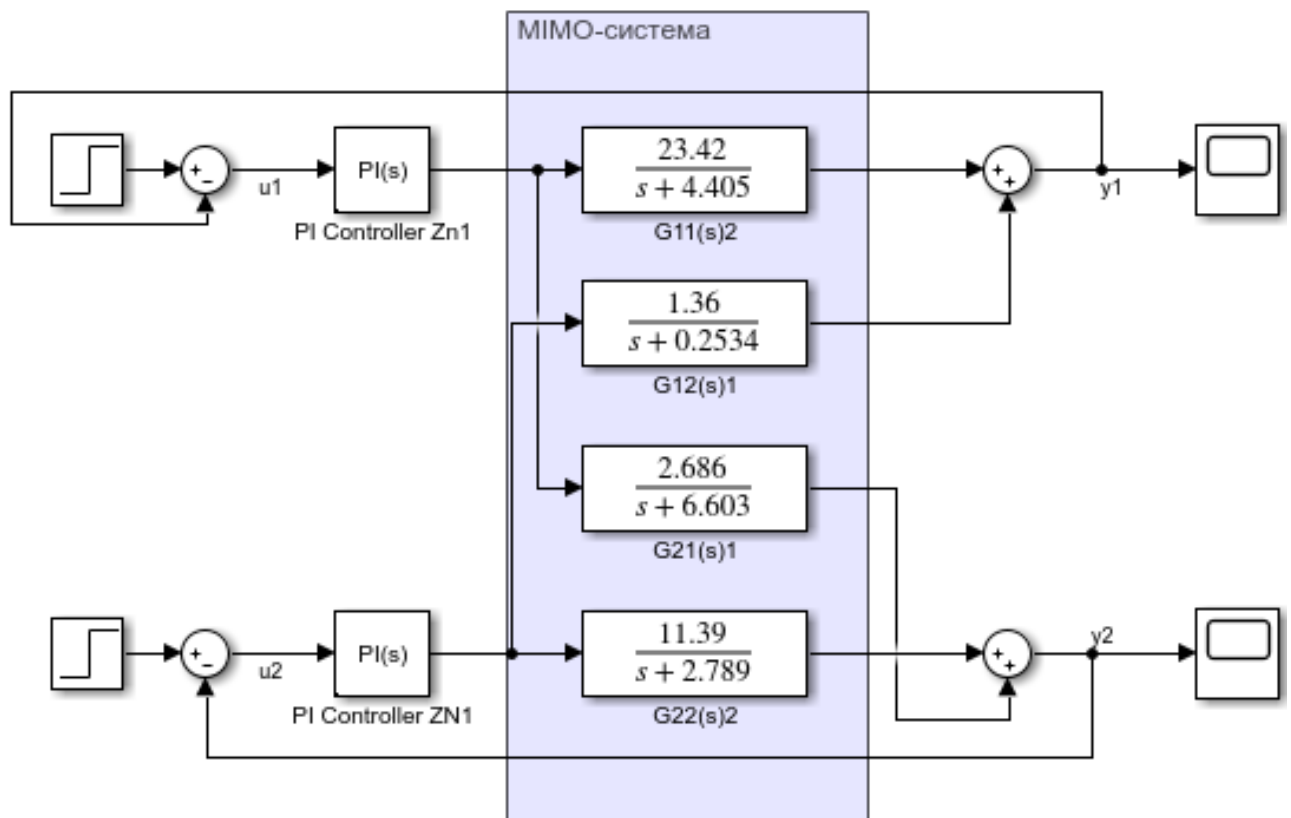 MIMO-система
u1
PI(s)
PI Controller Zn1
23.42
s + 4.405
G11(s)2
y1
1.36
s + 0.2534
G12(s)1
2.686
s + 6.603
G21(s)1
u2
PI(s)
PI Controller ZN1
11.39
s + 2.789
G22(s)2
y2